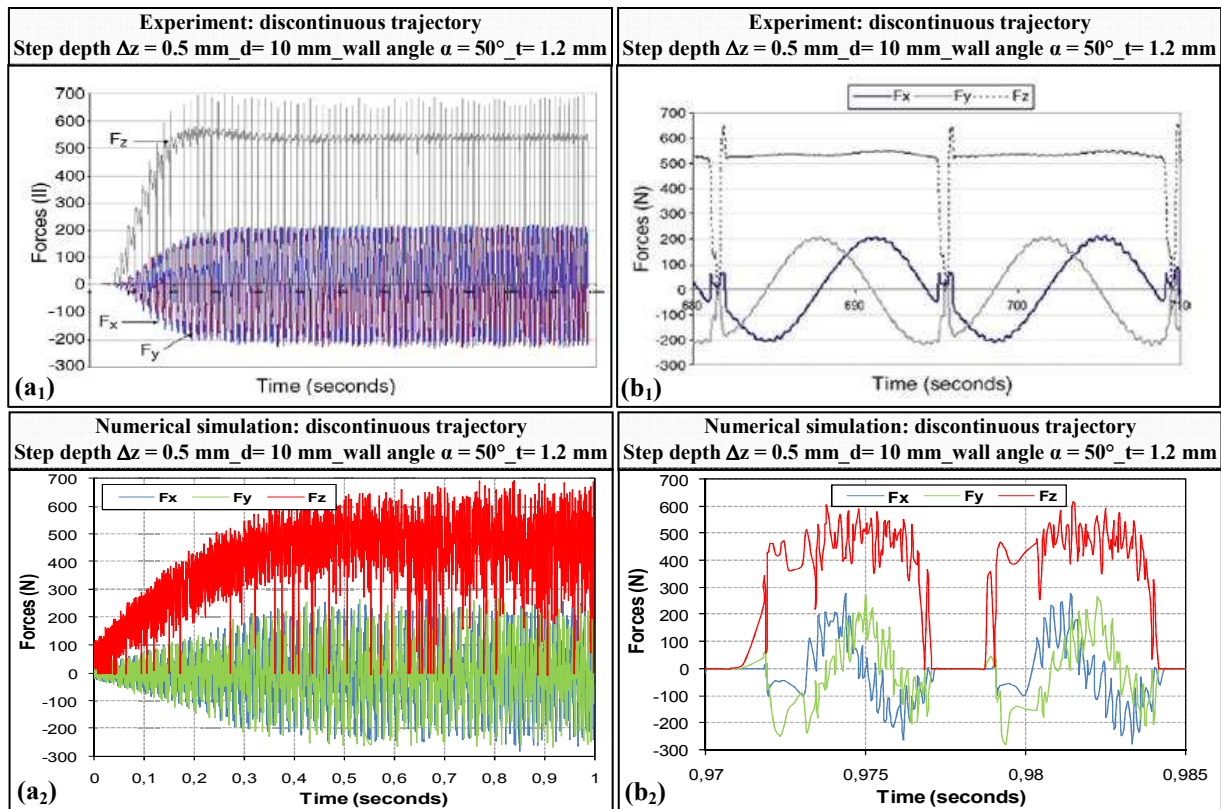 Experiment: discontinuous trajectory
Step depth Δz = 0.5 mm_d= 10 mm_wall angle α = 50°_t= 1.2 mm
700
600
500
400
300
200
100
0
-100
-200
-300
Forces (II)
Fz
Fx
Fy
Time (seconds)
(a1)
Experiment: discontinuous trajectory
Step depth Δz = 0.5 mm_d= 10 mm_wall angle α = 50°_t= 1.2 mm
Fx Fy Fz
700
600
500
400
300
200
100
0
-100
-200
-300
Forces (N)
680 690 700 710
Time (seconds)
(b1)
Numerical simulation: discontinuous trajectory
Step depth Δz = 0.5 mm_d= 10 mm_wall angle α = 50°_t= 1.2 mm
Fx Fy Fz
700
600
500
400
300
200
100
0
-100
-200
-300
Forces (N)
0 0,1 0,2 0,3 0,4 0,5 0,6 0,7 0,8 0,9 1
Time (seconds)
(a2)
Numerical simulation: discontinuous trajectory
Step depth Δz = 0.5 mm_d= 10 mm_wall angle α = 50°_t= 1.2 mm
Fx Fy Fz
700
600
500
400
300
200
100
0
-100
-200
-300
Forces (N)
0,97 0,975 0,98 0,985
Time (seconds)
(b2)